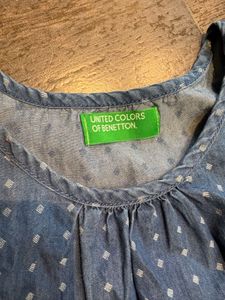 UNITED COLORS
OF BENETTON.